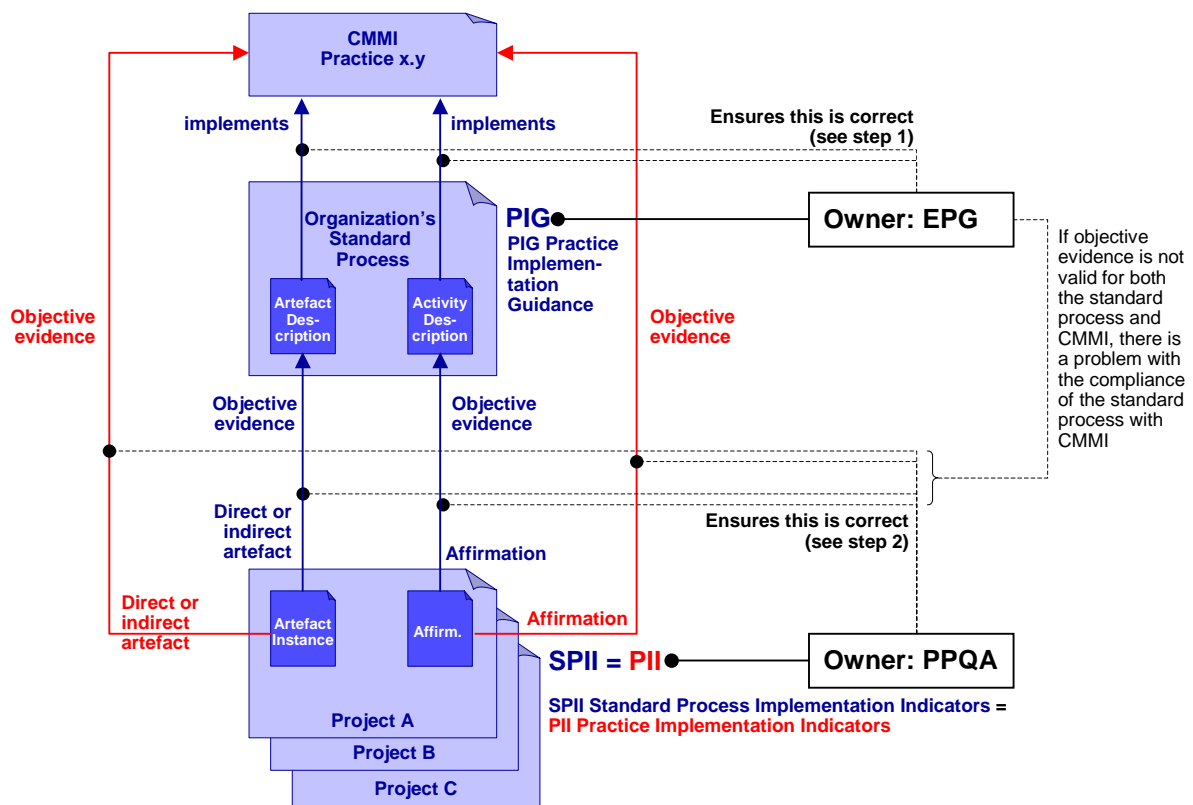 CMMI
Practice x.y
implements
implements
Ensures this is correct
(see step 1)
Organization's
Standard
Process
PIG
PIG Practice
Implemen-
tation
Guidance
Owner: EPG
If objective
evidence is not
valid for both
the standard
process and
CMMI, there is
a problem with
the compliance
of the standard
process with
CMMI
Artefact
Des-
cription
Activity
Des-
cription
Objective
evidence
Objective
evidence
Objective
evidence
Objective
evidence
Direct or
indirect
artefact
Affirmation
Ensures this is correct
(see step 2)
Direct or
indirect
artefact
Artefact
Instance
Affirm.
Affirmation
SPII = PII
Owner: PPQA
SPII Standard Process Implementation Indicators =
PII Practice Implementation Indicators
Project A
Project B
Project C